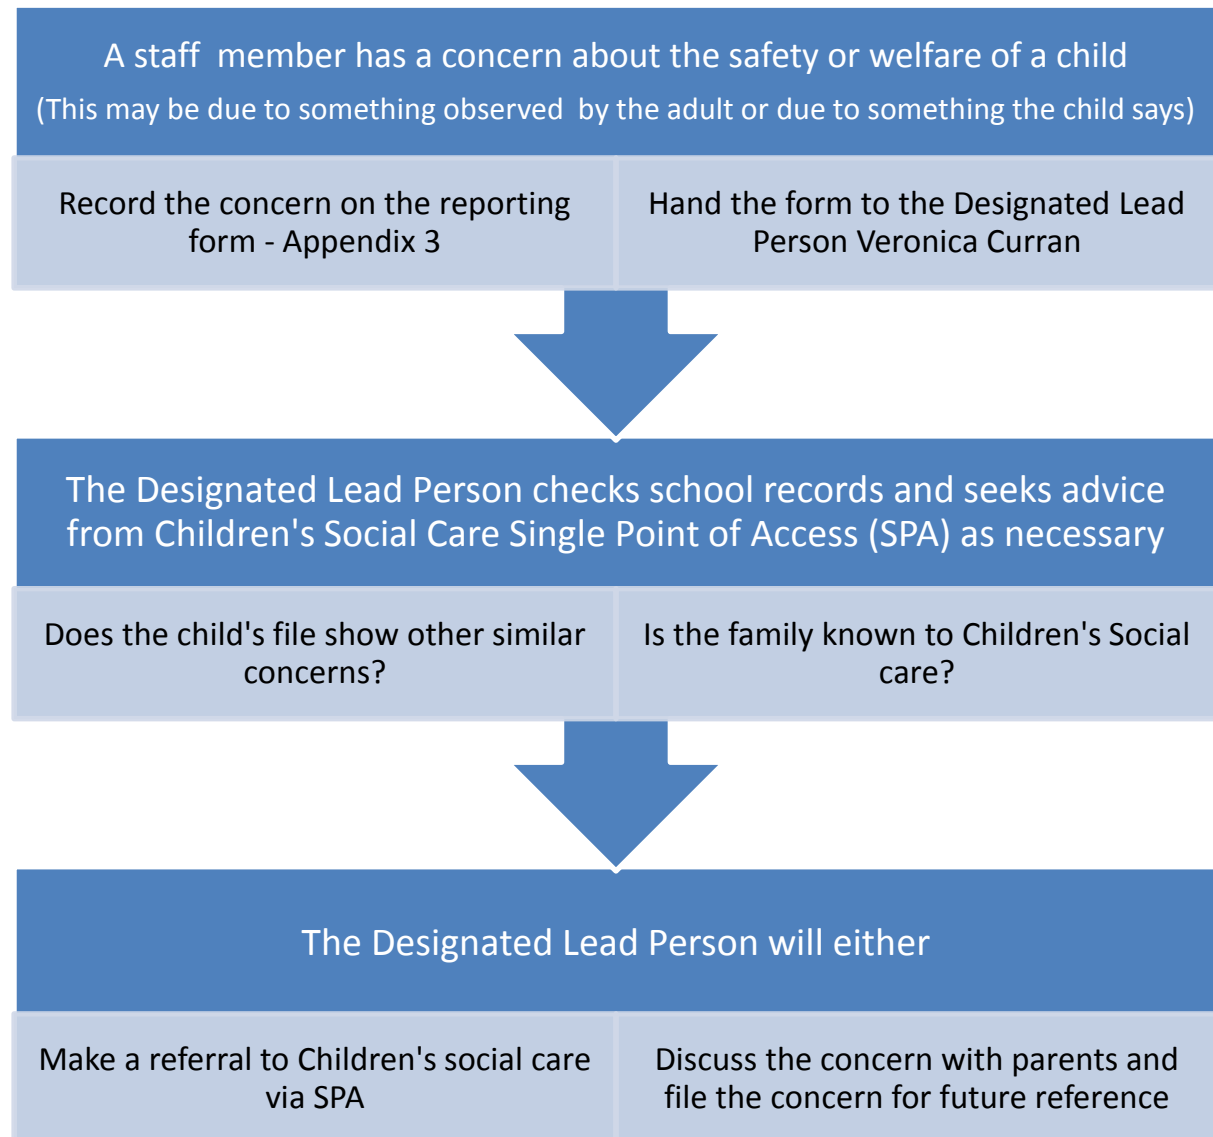 A staff  member has a concern about the safety or welfare of a child
(This may be due to something observed  by the adult or due to something the child says)
Record the concern on the reporting
form - Appendix 3
Hand the form to the Designated Lead
Person Veronica Curran
The Designated Lead Person checks school records and seeks advice
from Children's Social Care Single Point of Access (SPA) as necessary
Does the child's file show other similar
concerns?
Is the family known to Children's Social
care?
The Designated Lead Person will either
Make a referral to Children's social care
via SPA
Discuss the concern with parents and
file the concern for future reference